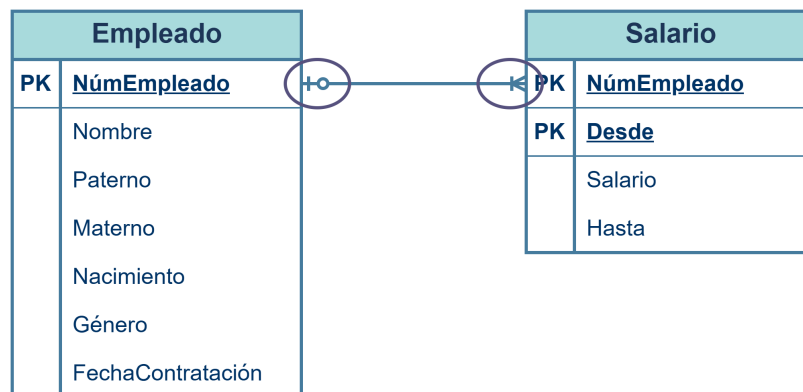 Empleado
PK NúmEmpleado
Nombre
Paterno
Materno
Nacimiento
Género
FechaContratación
Salario
PK NúmEmpleado
PK Desde
Salario
Hasta